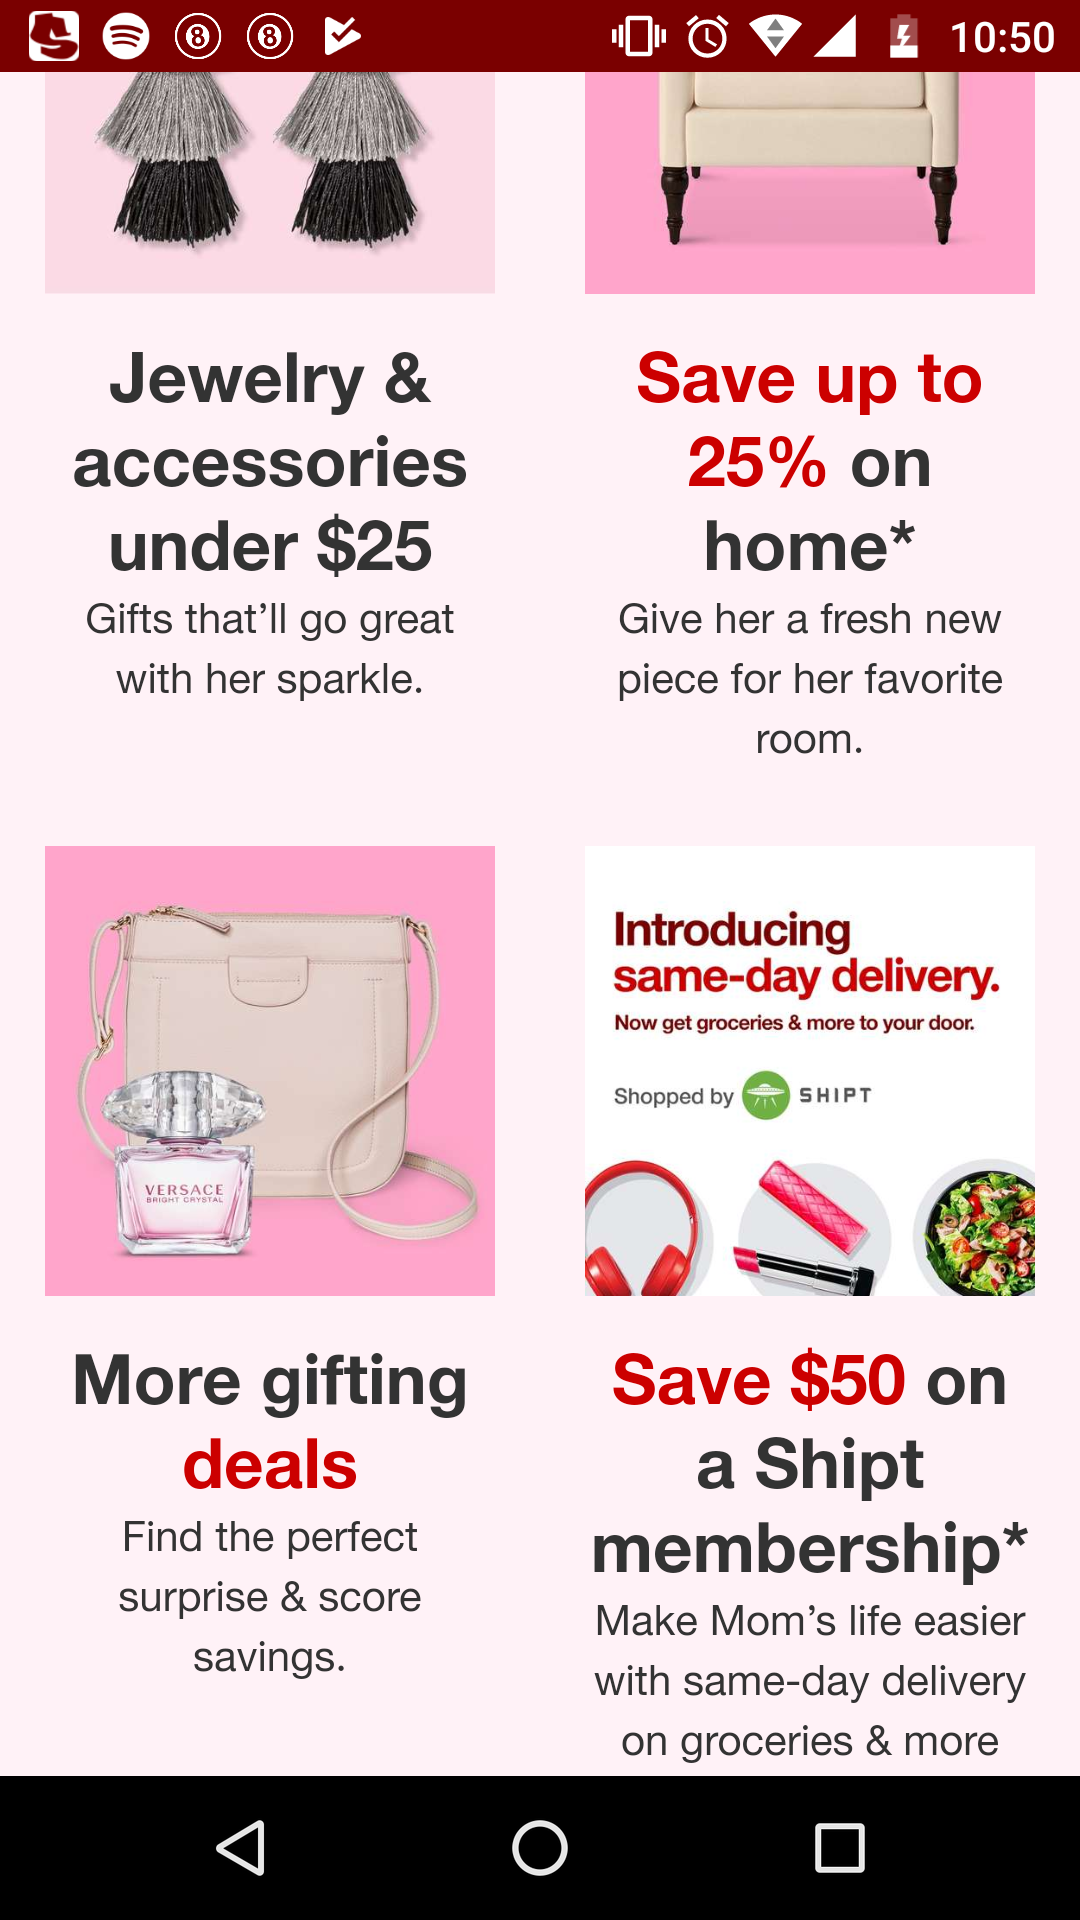 10:50
Jewelry &
accessories
under $25
Gifts that’ll go great
with her sparkle.
Save up to
25% on
home*
Give her a fresh new
piece for her favorite
room.
VERSACE
BRIGHT CRYSTAL
More gifting
deals
Find the perfect
surprise & score
savings.
Introducing
same-day delivery.
Now get groceries & more to your door.
Shopped by SHIPT
Save $50 on
a Shipt
membership*
Make Mom’s life easier
with same-day delivery
on groceries & more